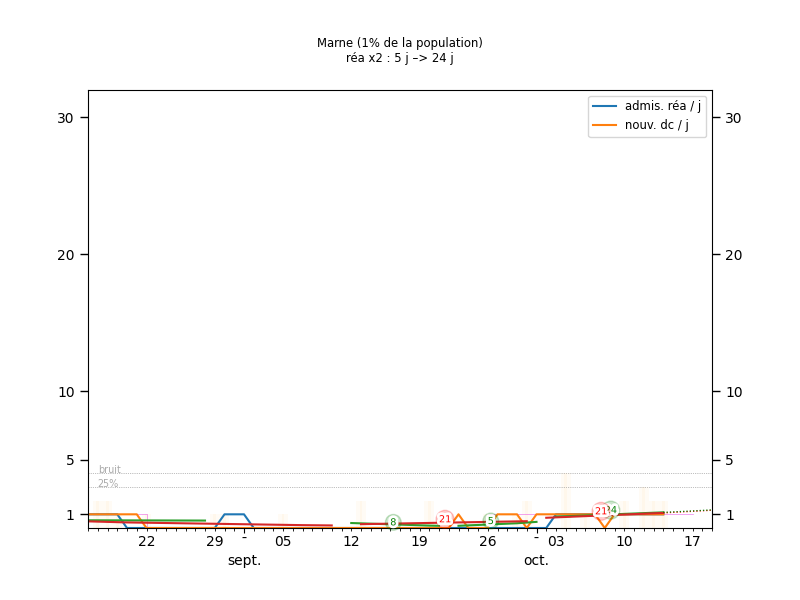 Marne (1% de la population)
réa x2 : 5 j –> 24 j
admis. réa / j
nouv. dc / j
30 30
20 20
10 10
5 5
1 1
bruit
25%
8 21 5 21 24
22 29 - 05 12 19 26 - 03 10 17
sept. oct.